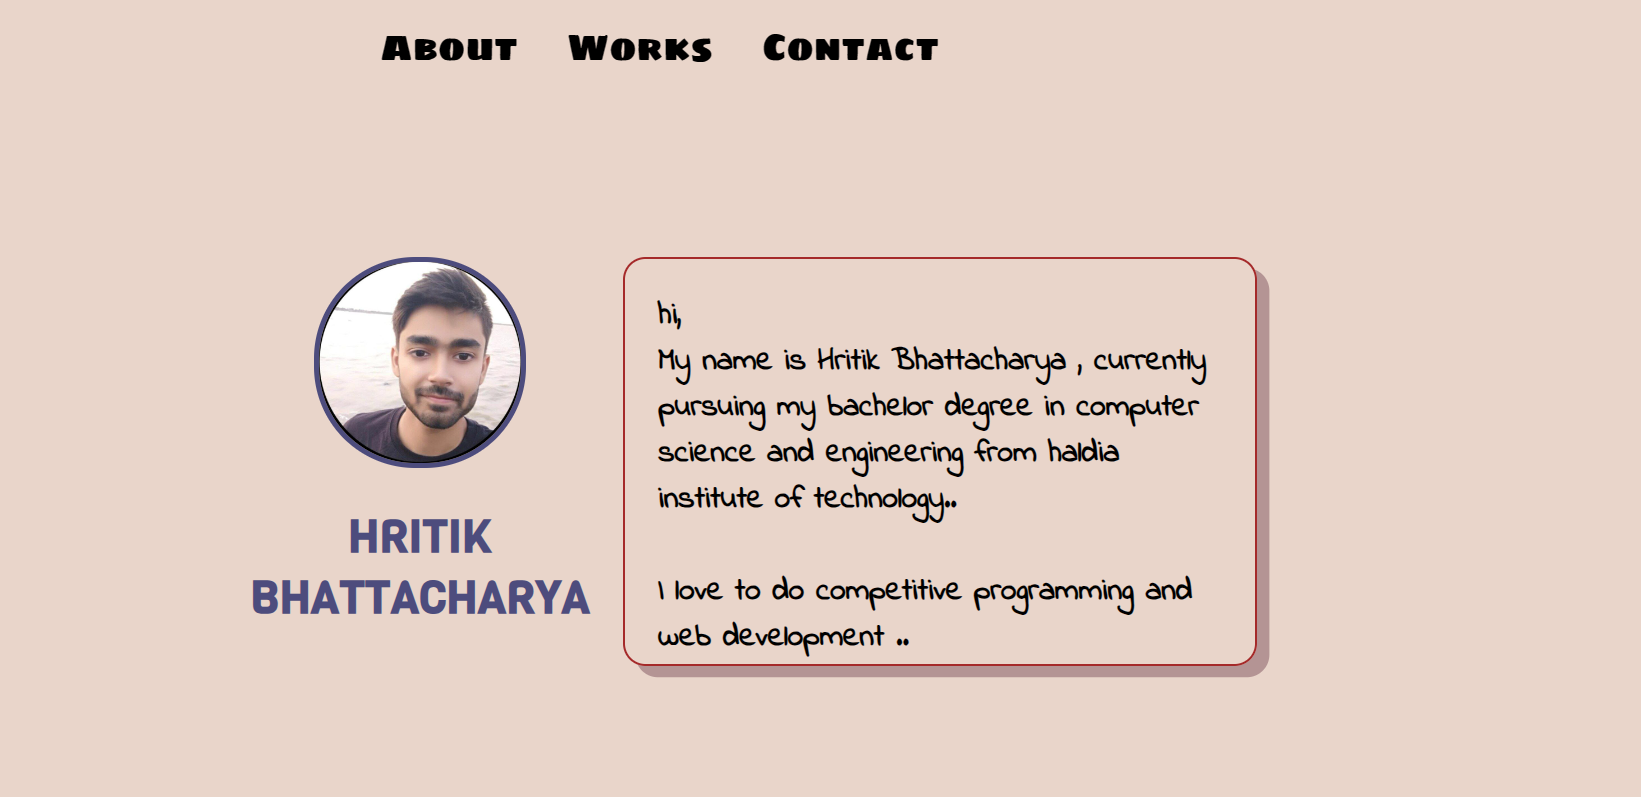 About Works Contact
HRITIK
BHATTACHARYA
hi,
My name is Hritik Bhattacharya , currently
pursuing my bachelor degree in computer
science and engineering from haldia
institute of technology..
I love to do competitive programming and
web development ..